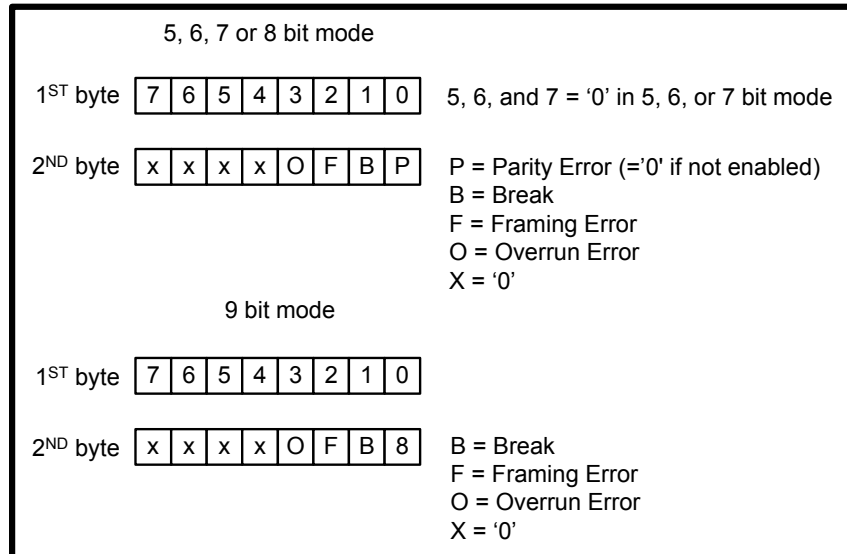 5, 6, 7 or 8 bit mode
1ST byte 7 6 5 4 3 2 1 0 5, 6, and 7 = ‘0’ in 5, 6, or 7 bit mode
2ND byte x x x x O F B P P = Parity Error (=’0' if not enabled)
B = Break
F = Framing Error
O = Overrun Error
X = ‘0’
9 bit mode
1ST byte 7 6 5 4 3 2 1 0
2ND byte x x x x O F B 8 B = Break
F = Framing Error
O = Overrun Error
X = ‘0’